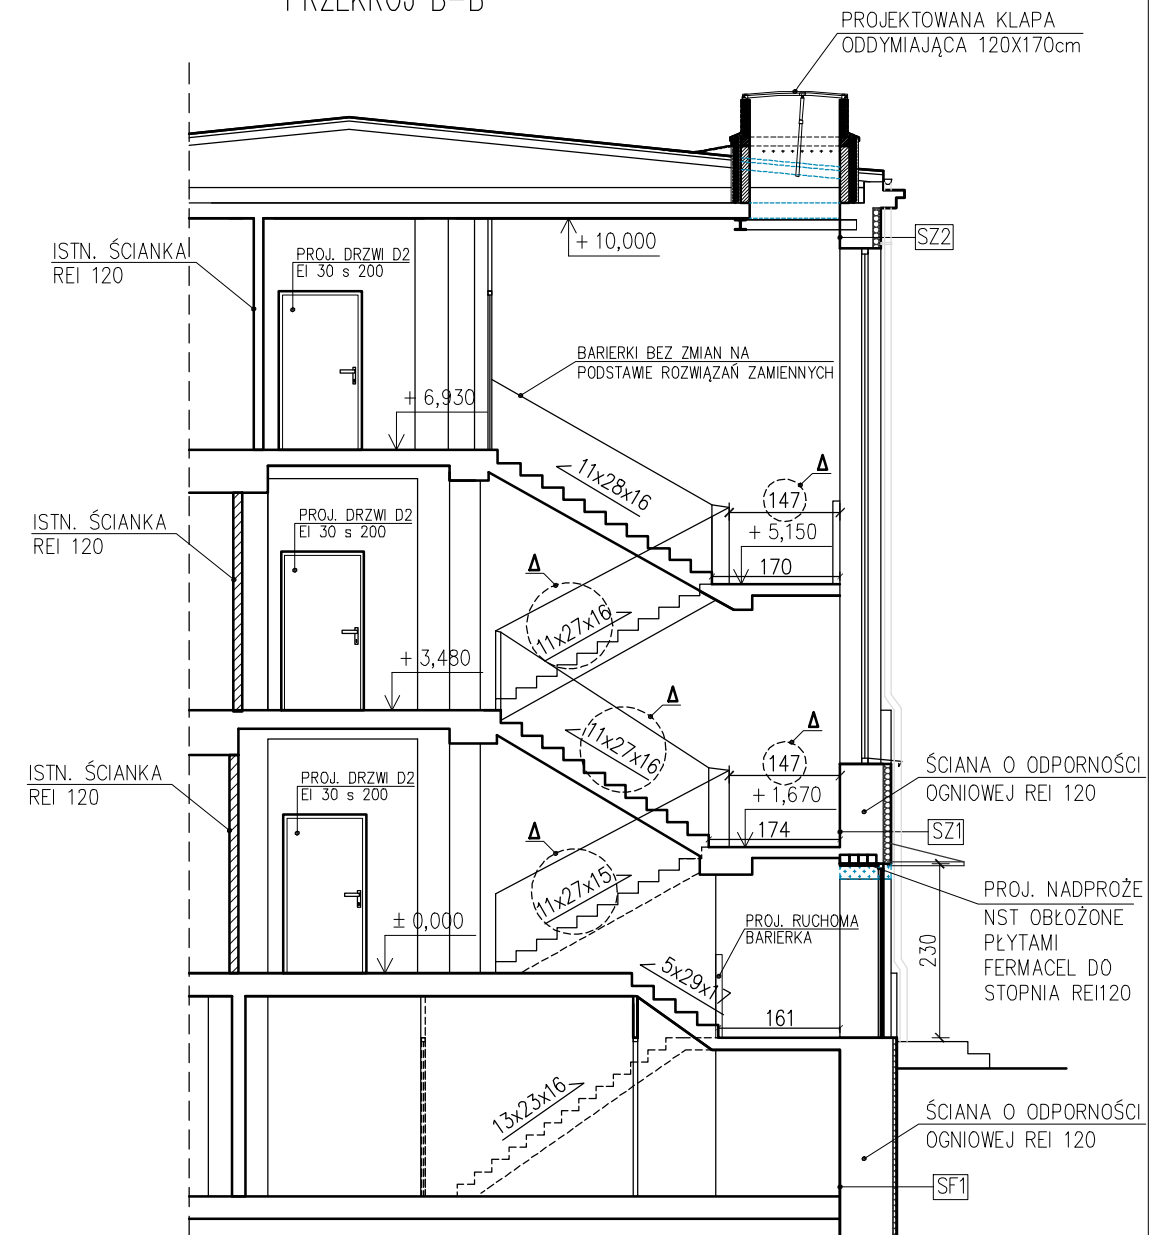 PRZEKRÓJ B-B
PROJEKTOWANA KLAPA
ODDYMIAJĄCA 120X170cm
ISTN. ŚCIANKA
REI 120
PROJ. DRZWI D2
EI 30 s 200
+ 10,000
SZ2
BARIERKI BEZ ZMIAN NA
PODSTAWIE ROZWIĄZAŃ ZAMIENNYCH
+ 6,930
11x28x16
Δ
147
+ 5,150
170
ISTN. ŚCIANKA
REI 120
PROJ. DRZWI D2
EI 30 s 200
Δ
11x27x16
+ 3,480
Δ
11x27x16
Δ
147
+ 1,670
174
ŚCIANA O ODPORNOŚCI
OGNIOWEJ REI 120
SZ1
ISTN. ŚCIANKA
REI 120
PROJ. DRZWI D2
EI 30 s 200
Δ
11x27x15
± 0,000
PROJ. RUCHOMA
BARIERKA
5x29x17
161
230
PROJ. NADPROŻE
NST OBŁOŻONE
PŁYTAMI
FERMACEL DO
STOPNIA REI120
13x23x16
ŚCIANA O ODPORNOŚCI
OGNIOWEJ REI 120
SF1